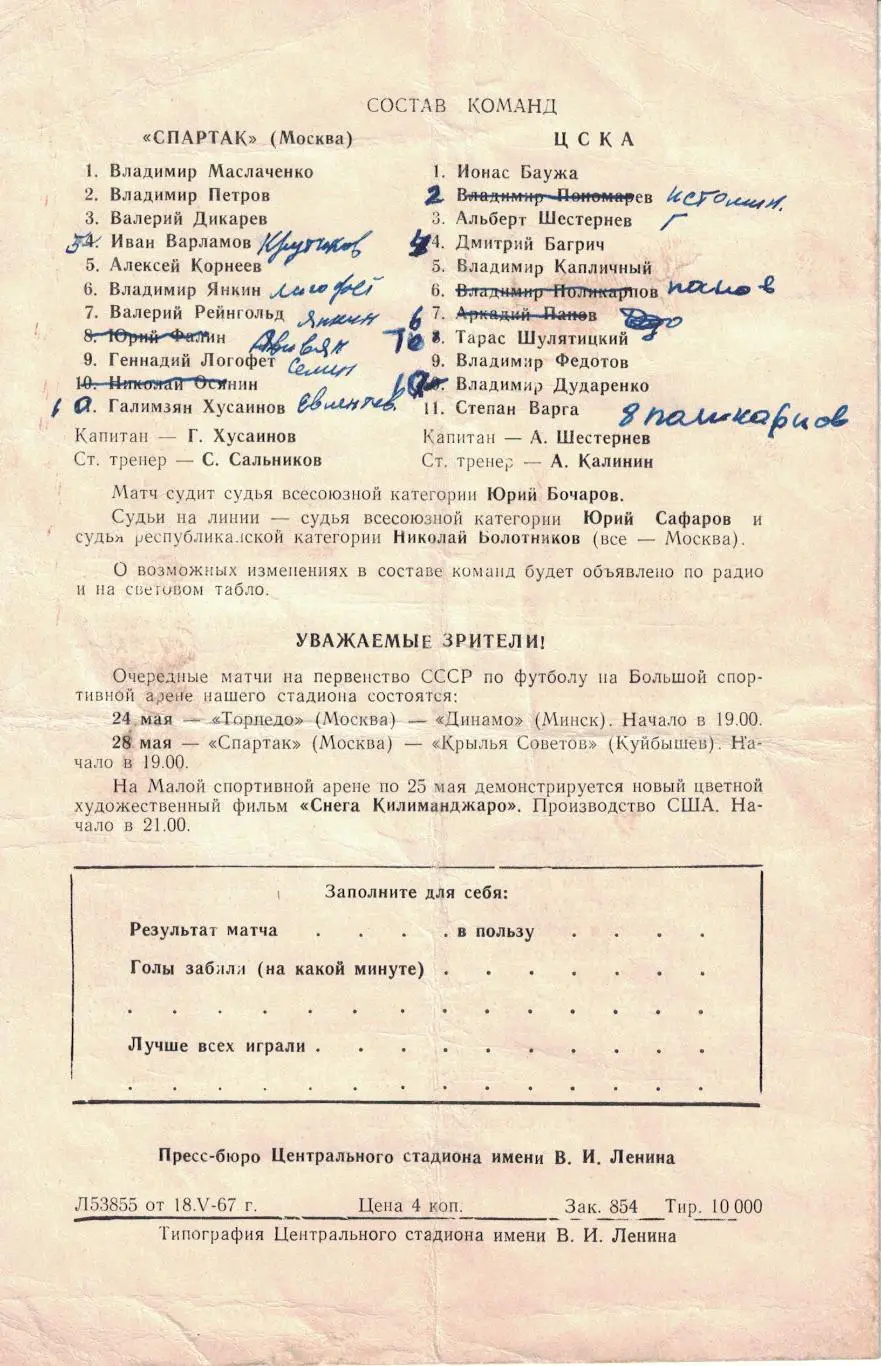 СОСТАВ КОМАНД
«СПАРТАК» (Москва)
1. Владимир Маслаченко
2. Владимир Петров
3. Валерий Дикарев
4. Иван Варламов Крутиков
5. Алексей Корнеев
6. Владимир Янкин Логофет
7. Валерий Рейнгольд Янкин
8. Юрий Фалин
9. Геннадий Логофет Семин
10. Николай Осянин
10. Галимзян Хусаинов
Капитан — Г. Хусаинов
Ст. тренер — С. Сальников
ЦСКА
1. Ионас Баужа
2 Владимир Пономарев Истомин.
3. Альберт Шестернев
4. Дмитрий Багрич
5. Владимир Капличный
6. Владимир Поликарпов Панов
7. Аркадий Панов
8. Тарас Шулятицкий
9. Владимир Федотов
10. Владимир Дударенко
11. Степан Варга 8 Поликарпов
Капитан — А. Шестернев
Ст. тренер — А. Калинин
Матч судит судья всесоюзной категории Юрий Бочаров.
Судьи на линии — судья всесоюзной категории Юрий Сафаров и
судья республиканской категории Николай Болотников (все — Москва).
О возможных изменениях в составе команд будет объявлено по радио
и на световом табло.
УВАЖАЕМЫЕ ЗРИТЕЛИ!
Очередные матчи на первенство СССР по футболу на Большой спор-
тивной арене нашего стадиона состоятся:
24 мая — «Торпедо» (Москва) — «Динамо» (Минск). Начало в 19.00.
28 мая — «Спартак» (Москва) — «Крылья Советов» (Куйбышев). На-
чало в 19.00.
На Малой спортивной арене по 25 мая демонстрируется новый цветной
художественный фильм «Снега Килиманджаро». Производство США. На-
чало в 21.00.
Заполните для себя:
Результат матча . . . . в пользу . . . .
Голы забили (на какой минуте) . . . . . . .
. . . . . . . . . . . . . .
Лучше всех играли . . . . . . . . . .
. . . . . . . . . . . . . .
Пресс-бюро Центрального стадиона имени В. И. Ленина
Л53855 от 18.V-67 г. Цена 4 коп. Зак. 854 Тир. 10 000
Типография Центрального стадиона имени В. И. Ленина